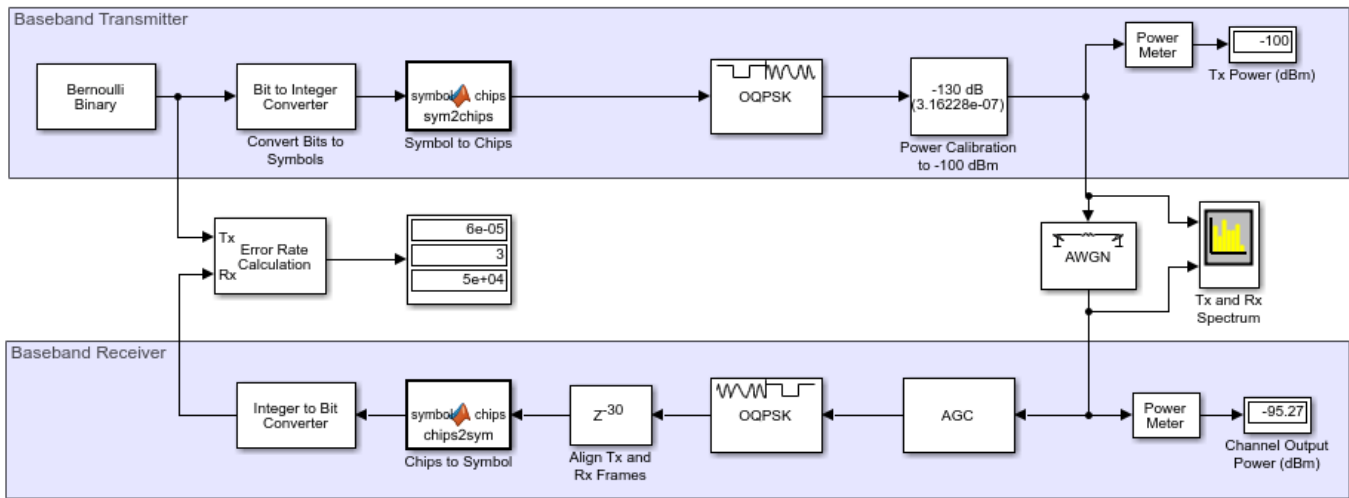 Baseband Transmitter
Bernoulli
Binary
Bit to Integer
Converter
Convert Bits to
Symbols
symbol chips
sym2chips
Symbol to Chips
OQPSK
-130 dB
(3.16228e-07)
Power Calibration
to -100 dBm
Power
Meter
-100
Tx Power (dBm)
Tx
Rx
Error Rate
Calculation
6e-05
3
5e+04
AWGN
Tx and Rx
Spectrum
Baseband Receiver
Integer to Bit
Converter
symbol chips
chips2sym
Chips to Symbol
Z-30
Align Tx and
Rx Frames
OQPSK
AGC
Power
Meter
-95.27
Channel Output
Power (dBm)